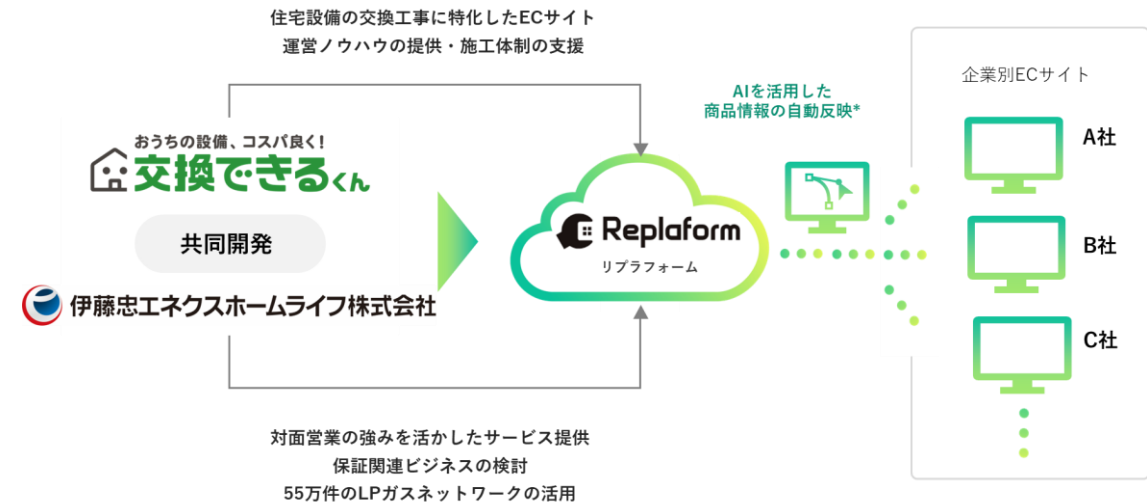 住宅設備の交換工事に特化したECサイト
運営ノウハウの提供・施工体制の支援
おうちの設備、コスパ良く!
交換できるくん
共同開発
伊藤忠エネクスホームライフ株式会社
Replaform
リプラフォーム
AIを活用した
商品情報の自動反映*
企業別ECサイト
A社
B社
C社
対面営業の強みを活かしたサービス提供
保証関連ビジネスの検討
55万件のLPガスネットワークの活用